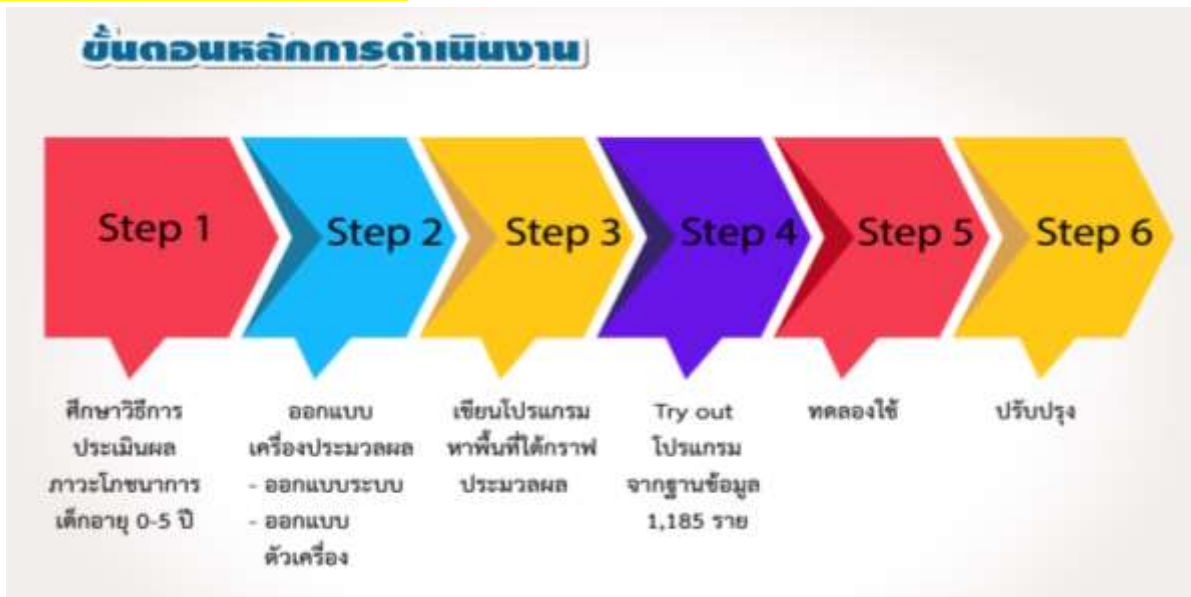 ขั้นตอนหลักการดำเนินงาน
Step 1
Step 2
Step 3
Step 4
Step 5
Step 6
ศึกษาวิธีการ
ประเมินผล
ภาวะโภชนาการ
เด็กอายุ 0-5 ปี
ออกแบบ
เครื่องประมวลผล
- ออกแบบระบบ
- ออกแบบ
ตัวเครื่อง
เขียนโปรแกรม
หาพื้นที่ใต้กราฟ
ประมวลผล
Try out
โปรแกรม
จากฐานข้อมูล
1,185 ราย
ทดลองใช้
ปรับปรุง